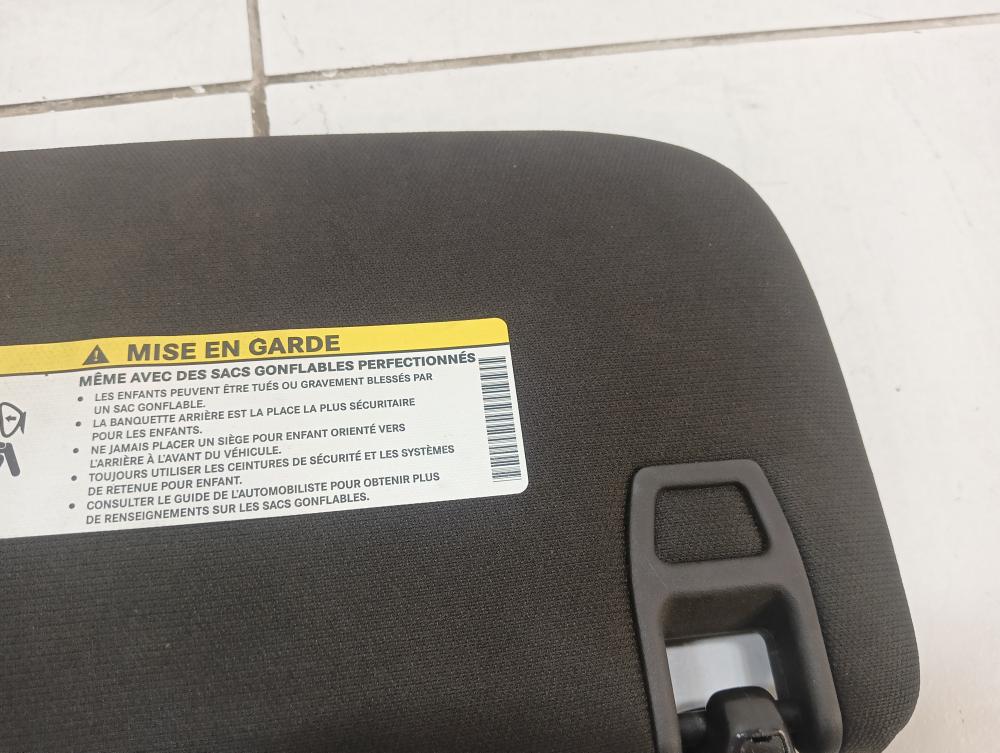 MISE EN GARDE
MÊME AVEC DES SACS GONFLABLES PERFECTIONNÉS
• LES ENFANTS PEUVENT ÊTRE TUÉS OU GRAVEMENT BLESSÉS PAR
UN SAC GONFLABLE.
• LA BANQUETTE ARRIÈRE EST LA PLACE LA PLUS SÉCURITAIRE
POUR LES ENFANTS.
• NE JAMAIS PLACER UN SIÈGE POUR ENFANT ORIENTÉ VERS
L'ARRIÈRE À L'AVANT DU VÉHICULE.
• TOUJOURS UTILISER LES CEINTURES DE SÉCURITÉ ET LES SYSTÈMES
DE RETENUE POUR ENFANT.
• CONSULTER LE GUIDE DE L'AUTOMOBILISTE POUR OBTENIR PLUS
DE RENSEIGNEMENTS SUR LES SACS GONFLABLES.